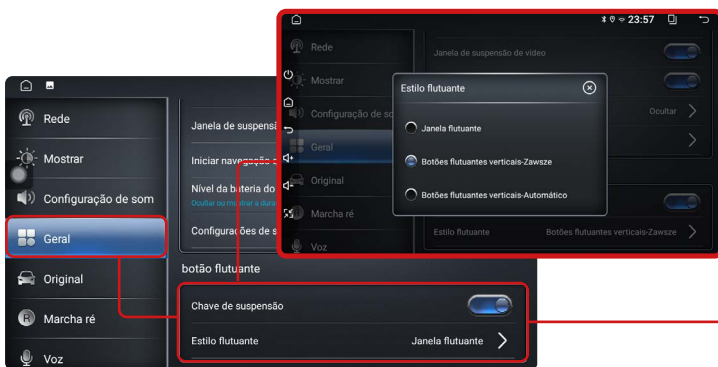 23:57
Rede
Janela de suspensão de vídeo
Mostrar
Configuração de so
Ocultar
Geral
Original
Marcha ré
Estilo flutuante
Botões flutuantes verticais-Zawsze
Voz
Estilo flutuante
Janela flutuante
Botões flutuantes verticais-Zawsze
Botões flutuantes verticais-Automático
Rede
Mostrar
Configuração de som
Geral
Original
R
Marcha ré
Voz
Janela de suspensã
Iniciar navegação
Nível da bateria do
Ocultar ou mostrar a dura
Configurações de s
botão flutuante
Chave de suspensão
Estilo flutuante
Janela flutuante